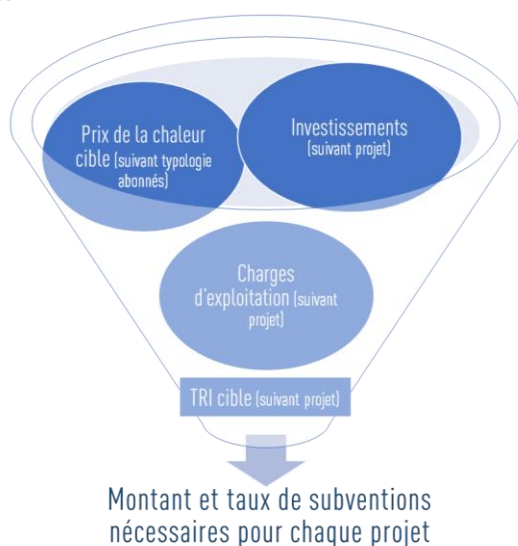 Prix de la chaleur
cible (suivant typologie
abonnés)
Investissements
(suivant projet)
Charges
d'exploitation (suivant
projet)
TRI cible (suivant projet)
Montant et taux de subventions
nécessaires pour chaque projet